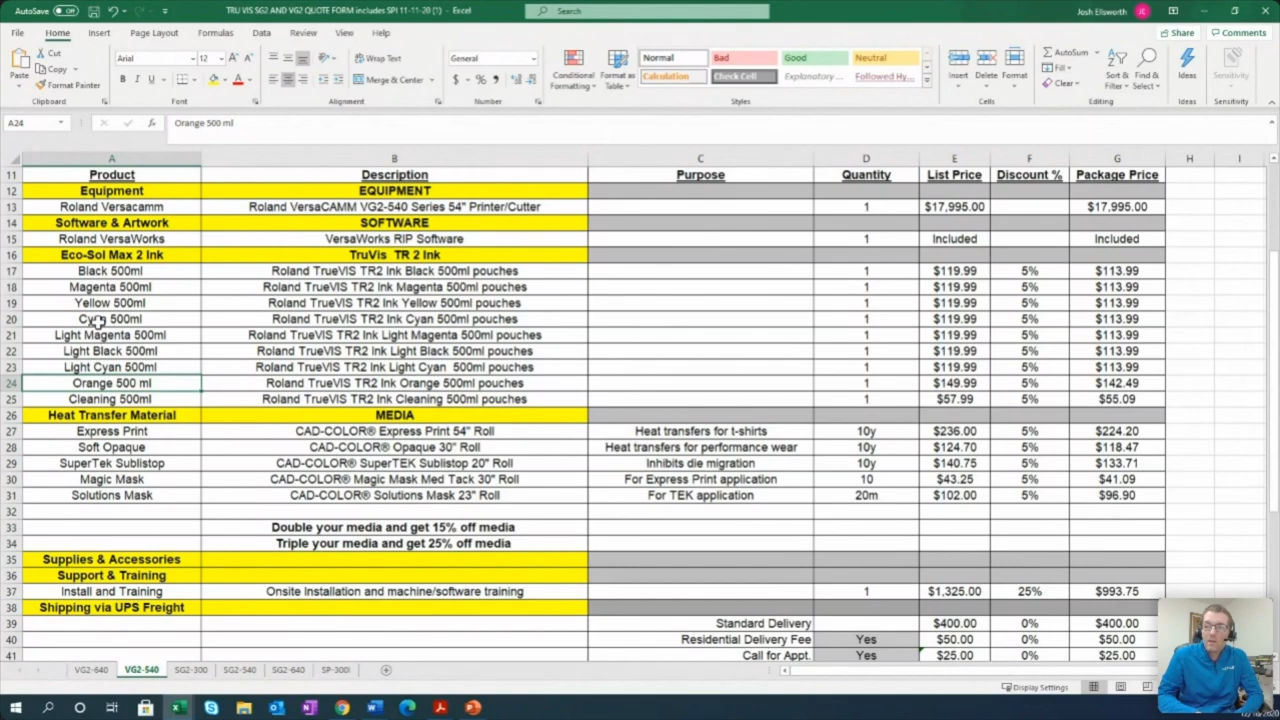 AutoSave Off
TRU VIS SG2 AND VG2 QUOTE FORM includes SPI 11-11-20 (1) - Excel
Search
Josh Ellsworth
JE
File Home Insert Draw Page Layout Formulas Data Review View Help
Share Comments
Paste Cut Copy Format Painter Clipboard
Arial 12 B I U Font
Wrap Text Merge & Center Alignment
General $ % Number
Conditional Formatting Format as Table
Normal Bad Good Neutral
Calculation Check Cell Explanatory ... Followed Hy...
Styles
Insert Delete Format Cells
AutoSum Fill Clear Sort & Filter Find & Select Editing
Ideas Ideas
Sensitivity Sensitivity
A24 fx Orange 500 ml
A B C D E F G H I
11 Product Description Purpose Quantity List Price Discount % Package Price
12 Equipment EQUIPMENT
13 Roland Versacamm Roland VersaCAMM VG2-540 Series 54" Printer/Cutter 1 $17,995.00 $17,995.00
14 Software & Artwork SOFTWARE
15 Roland VersaWorks VersaWorks RIP Software 1 Included Included
16 Eco-Sol Max 2 Ink TruVis TR 2 Ink
17 Black 500ml Roland TrueVIS TR2 Ink Black 500ml pouches 1 $119.99 5% $113.99
18 Magenta 500ml Roland TrueVIS TR2 Ink Magenta 500ml pouches 1 $119.99 5% $113.99
19 Yellow 500ml Roland TrueVIS TR2 Ink Yellow 500ml pouches 1 $119.99 5% $113.99
20 Cyan 500ml Roland TrueVIS TR2 Ink Cyan 500ml pouches 1 $119.99 5% $113.99
21 Light Magenta 500ml Roland TrueVIS TR2 Ink Light Magenta 500ml pouches 1 $119.99 5% $113.99
22 Light Black 500ml Roland TrueVIS TR2 Ink Light Black 500ml pouches 1 $119.99 5% $113.99
23 Light Cyan 500ml Roland TrueVIS TR2 Ink Light Cyan 500ml pouches 1 $119.99 5% $113.99
24 Orange 500 ml Roland TrueVIS TR2 Ink Orange 500ml pouches 1 $149.99 5% $142.49
25 Cleaning 500ml Roland TrueVIS TR2 Ink Cleaning 500ml pouches 1 $57.99 5% $55.09
26 Heat Transfer Material MEDIA
27 Express Print CAD-COLOR® Express Print 54" Roll Heat transfers for t-shirts 10y $236.00 5% $224.20
28 Soft Opaque CAD-COLOR® Opaque 30" Roll Heat transfers for performance wear 10y $124.70 5% $118.47
29 SuperTek Sublistop CAD-COLOR® SuperTEK Sublistop 20" Roll Inhibits die migration 10y $140.75 5% $133.71
30 Magic Mask CAD-COLOR® Magic Mask Med Tack 30" Roll For Express Print application 10 $43.25 5% $41.09
31 Solutions Mask CAD-COLOR® Solutions Mask 23" Roll For TEK application 20m $102.00 5% $96.90
32
33 Double your media and get 15% off media
34 Triple your media and get 25% off media
35 Supplies & Accessories
36 Support & Training
37 Install and Training Onsite Installation and machine/software training 1 $1,325.00 25% $993.75
38 Shipping via UPS Freight
39 Standard Delivery $400.00 0% $400.00
40 Residential Delivery Fee Yes $50.00 0% $50.00
41 Call for Appt. Yes $25.00 0% $25.00
VG2-640 VG2-540 SG2-300 SG2-540 SG2-640 SP-300i
Display Settings